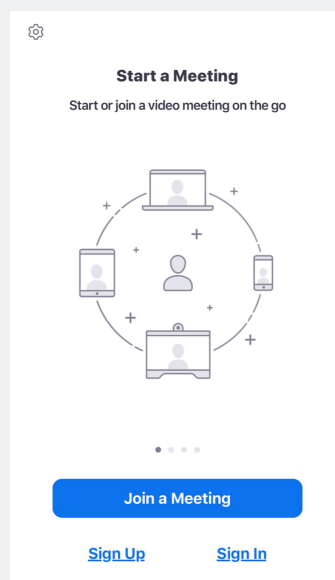 Start a Meeting
Start or join a video meeting on the go
Join a Meeting
Sign Up
Sign In